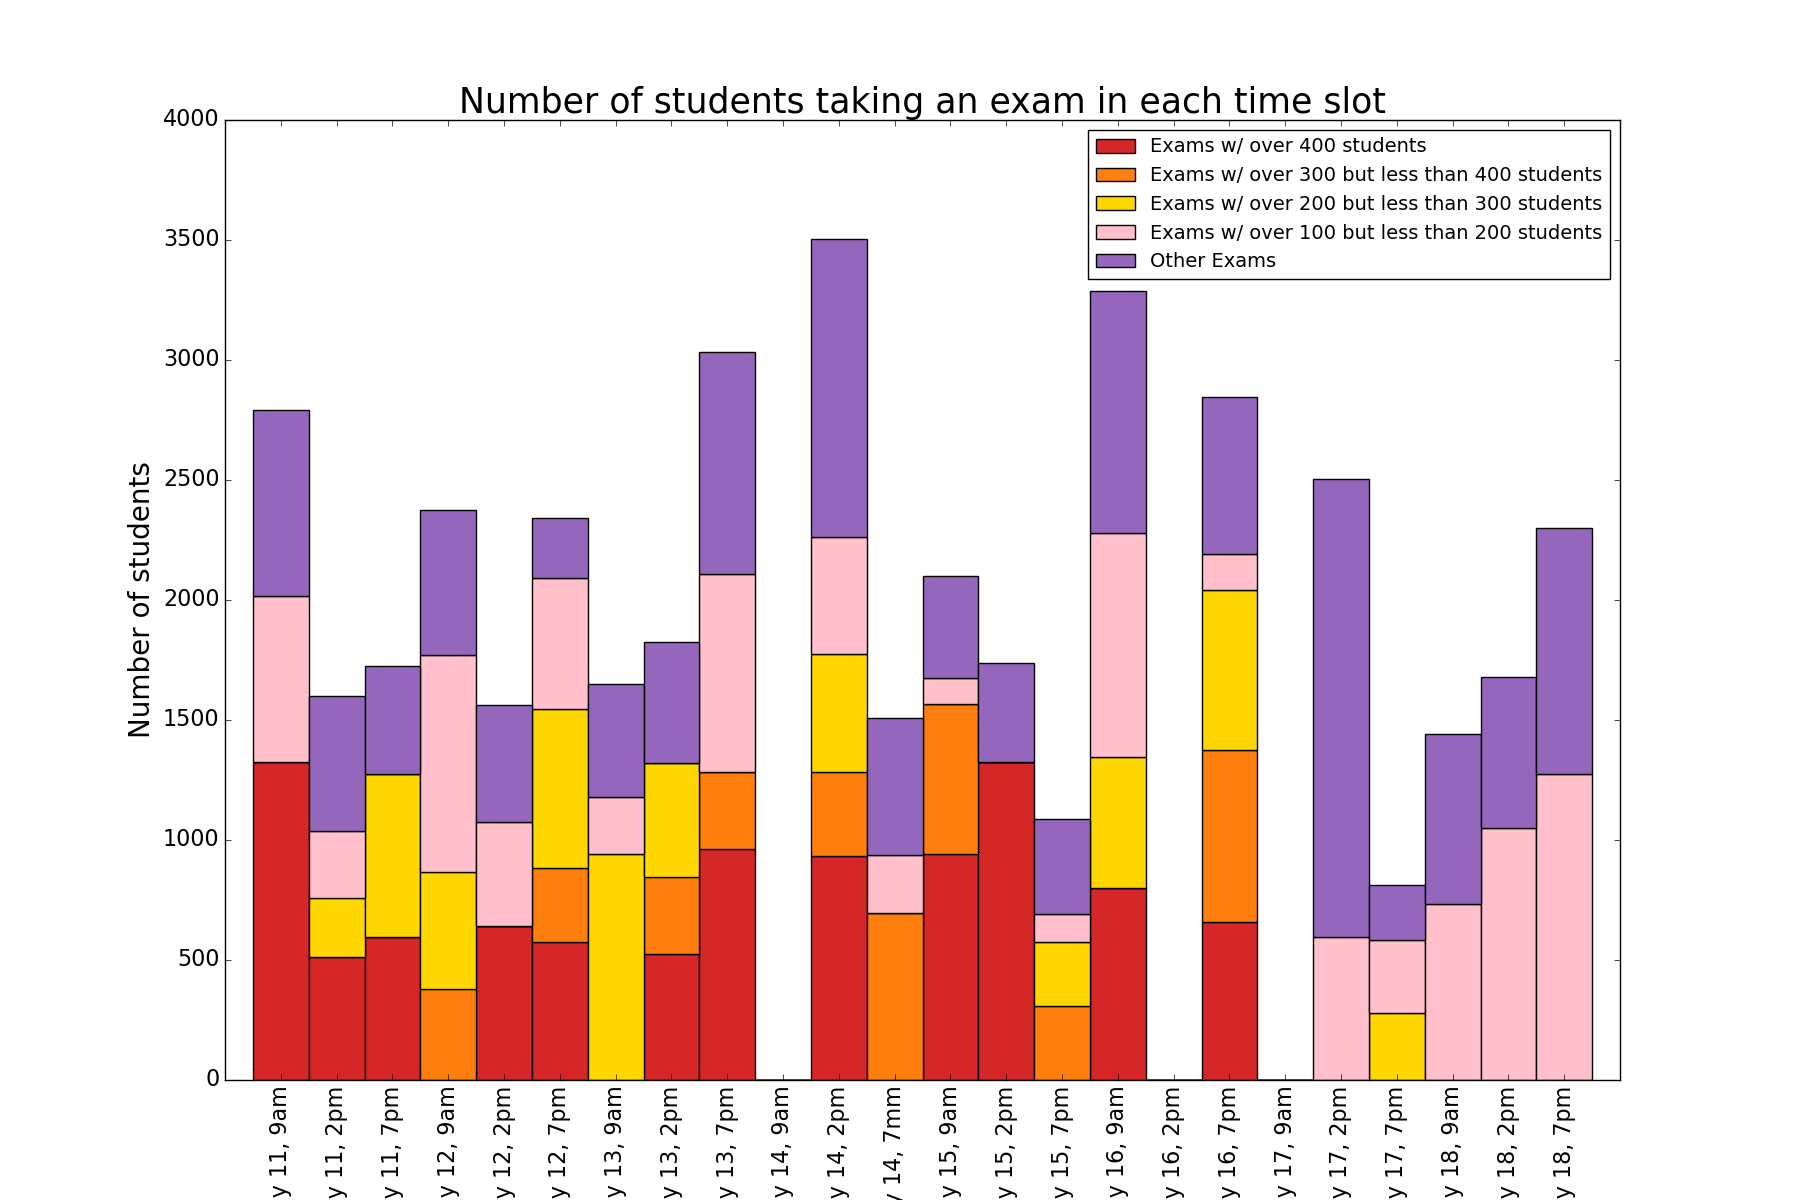 Number of students taking an exam in each time slot
Number of students
4000
3500
3000
2500
2000
1500
1000
500
0
Exams w/ over 400 students
Exams w/ over 300 but less than 400 students
Exams w/ over 200 but less than 300 students
Exams w/ over 100 but less than 200 students
Other Exams
y 11, 9am
y 11, 2pm
y 11, 7pm
y 12, 9am
y 12, 2pm
y 12, 7pm
y 13, 9am
y 13, 2pm
y 13, 7pm
y 14, 9am
y 14, 2pm
y 14, 7mm
y 15, 9am
y 15, 2pm
y 15, 7pm
y 16, 9am
y 16, 2pm
y 16, 7pm
y 17, 9am
y 17, 2pm
y 17, 7pm
y 18, 9am
y 18, 2pm
y 18, 7pm